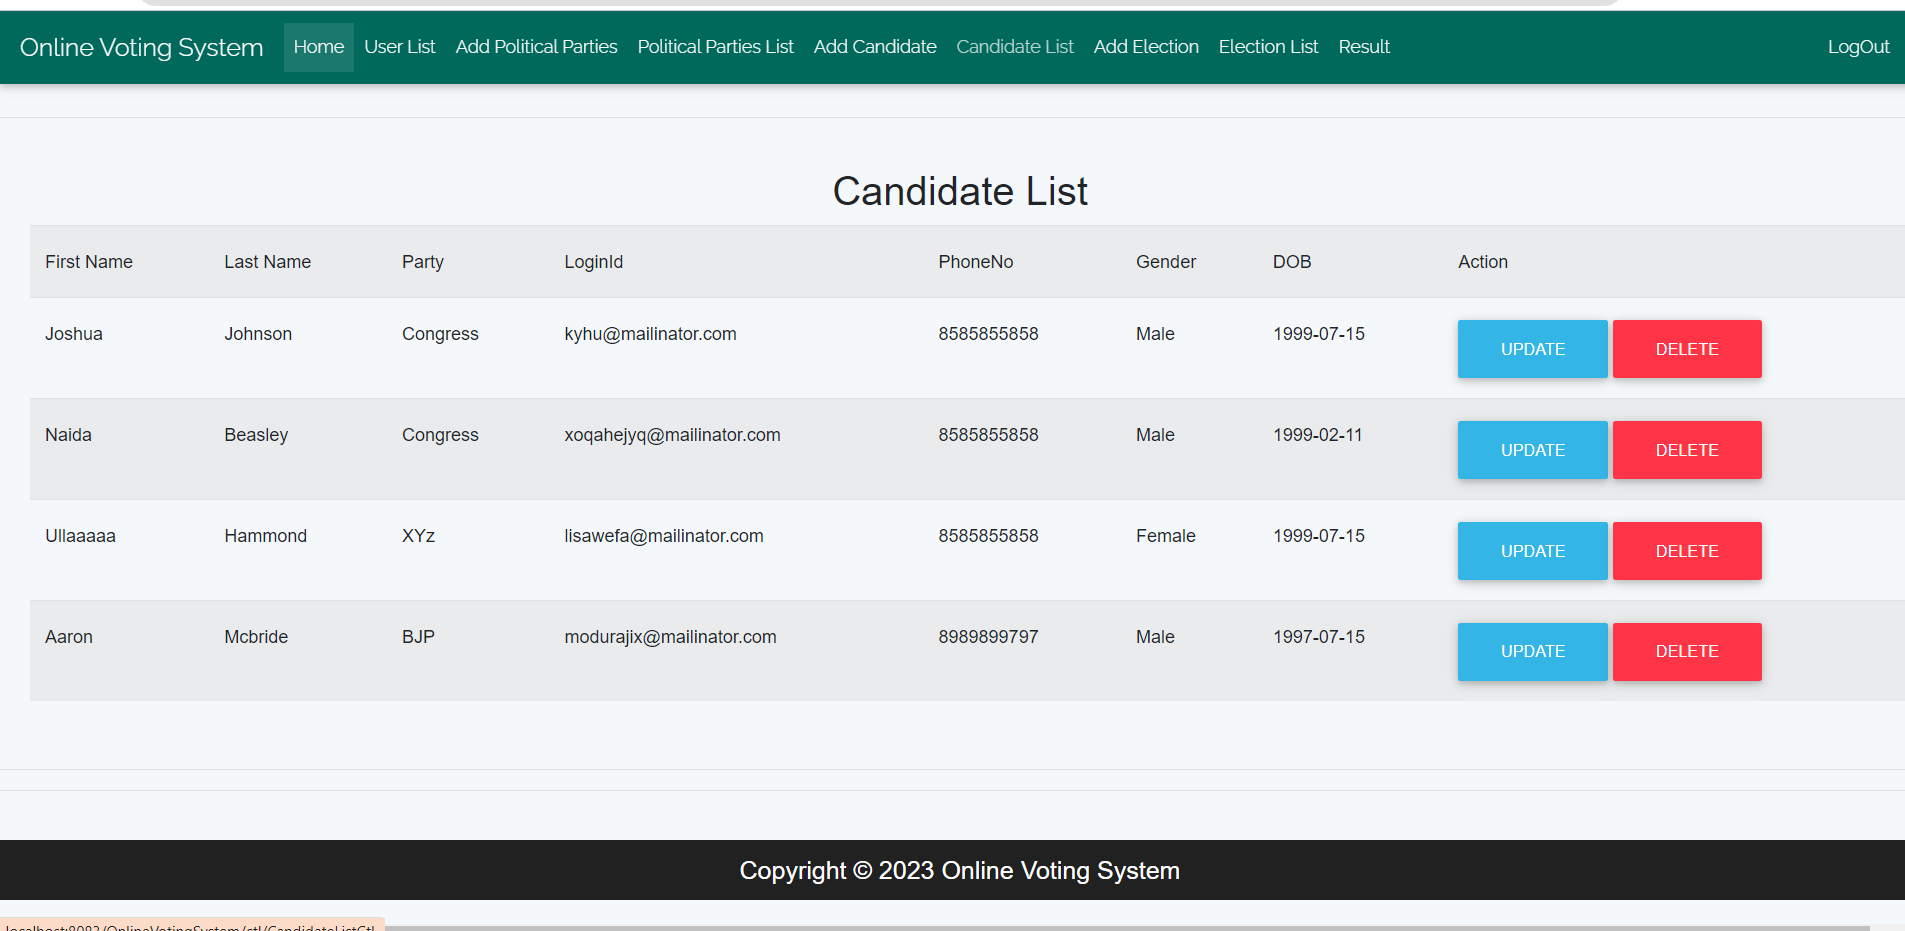 Online Voting System Home User List Add Political Parties Political Parties List Add Candidate Candidate List Add Election Election List Result LogOut
Candidate List
First Name Last Name Party LoginId PhoneNo Gender DOB Action
Joshua Johnson Congress kyhu@mailinator.com 8585855858 Male 1999-07-15 UPDATE DELETE
Naida Beasley Congress xoqahejyq@mailinator.com 8585855858 Male 1999-02-11 UPDATE DELETE
Ullaaaaa Hammond XYz lisawefa@mailinator.com 8585855858 Female 1999-07-15 UPDATE DELETE
Aaron Mcbride BJP modurajix@mailinator.com 8989899797 Male 1997-07-15 UPDATE DELETE
Copyright © 2023 Online Voting System